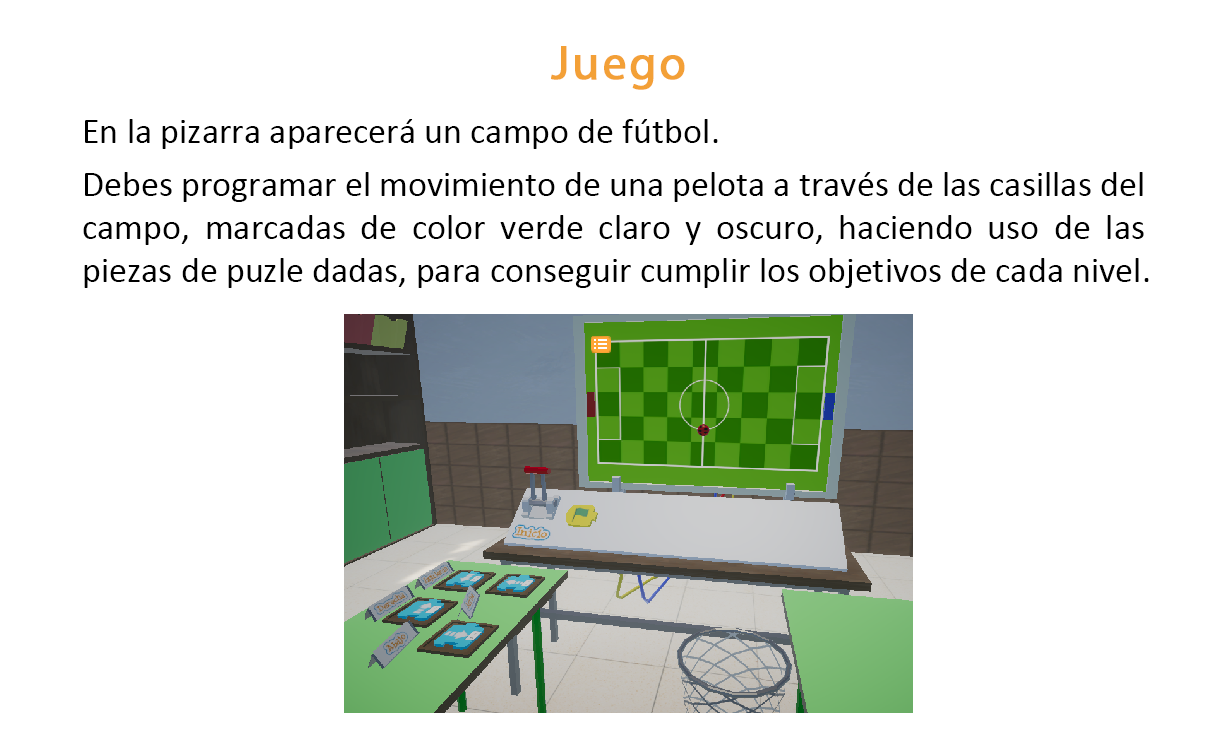 Juego
En la pizarra aparecerá un campo de fútbol.
Debes programar el movimiento de una pelota a través de las casillas del
campo, marcadas de color verde claro y oscuro, haciendo uso de las
piezas de puzle dadas, para conseguir cumplir los objetivos de cada nivel.
Inicio
Derecha
Abajo